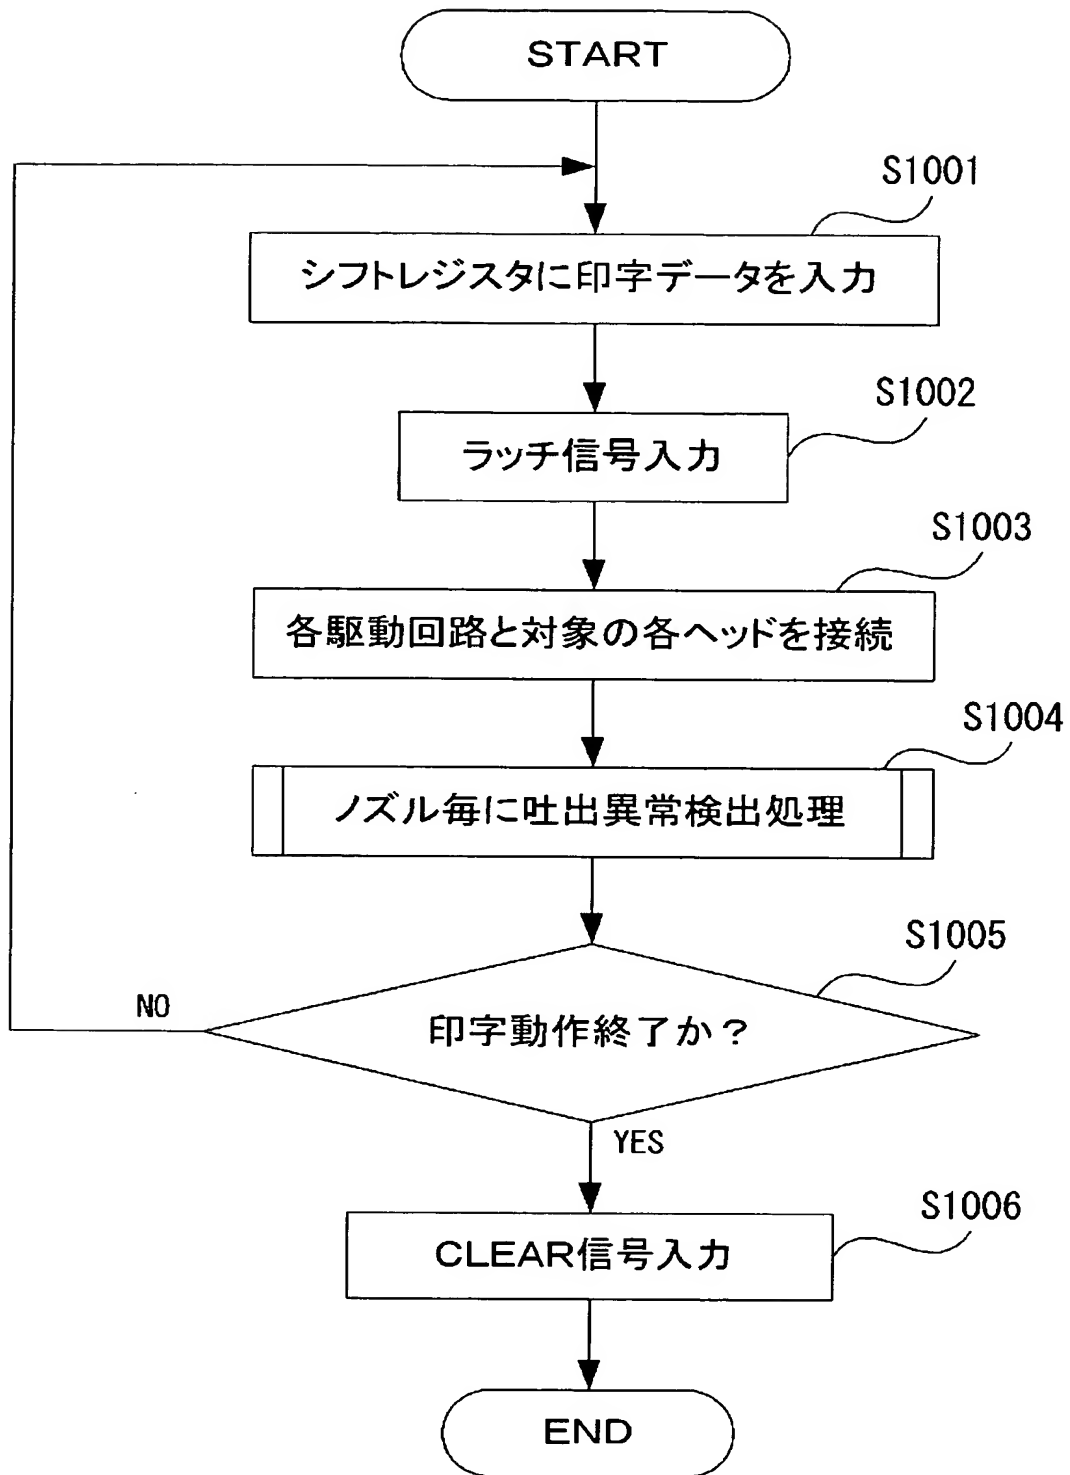 START
S1001
シフトレジスタに印字データを入力
S1002
ラッチ信号入力
S1003
各駆動回路と対象の各ヘッドを接続
S1004
ノズル毎に吐出異常検出処理
S1005
NO
印字動作終了か？
YES
S1006
CLEAR信号入力
END